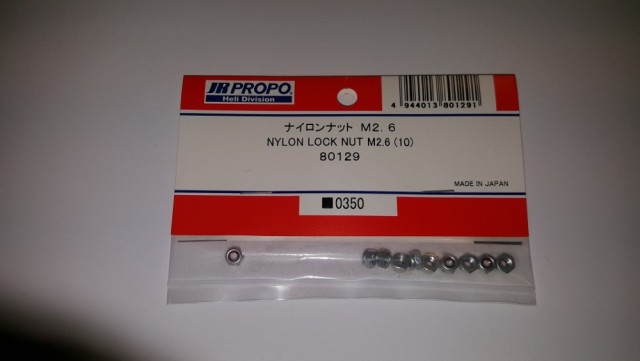 JR PROPO
Heli Division
4 944013 801291
ナイロンナット M2.6
NYLON LOCK NUT M2.6 (10)
80129
MADE IN JAPAN
■0350